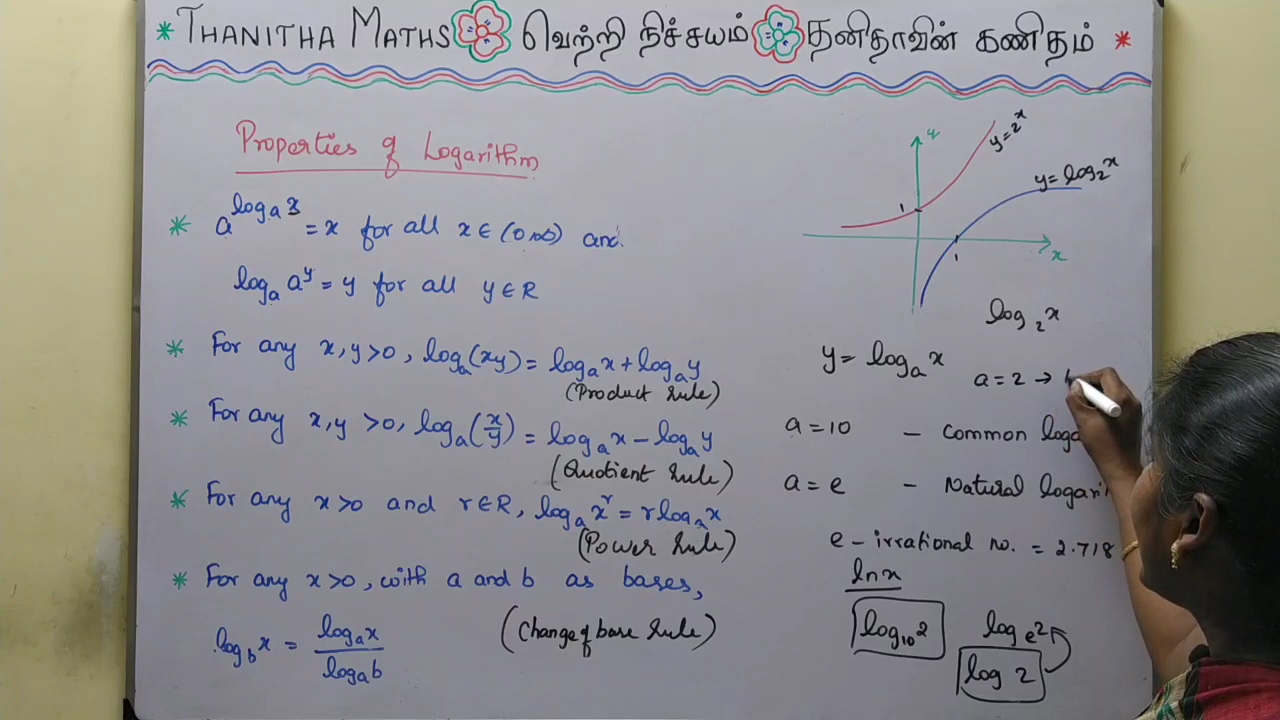 * THANITHA MATHS வெற்றி நிச்சயம் தனிதாவின் கணிதம் *
Properties of Logarithm
* a^{log_a x} = x for all x ∈ (0, ∞) and
log_a a^y = y for all y ∈ R
* For any x, y > 0, log_a(xy) = log_a x + log_a y
(Product rule)
* For any x, y > 0, log_a(x/y) = log_a x − log_a y
(Quotient rule)
* For any x > 0 and r ∈ R, log_a x^r = r log_a x
(Power rule)
* For any x > 0, with a and b as bases,
log_b x = log_a x / log_a b
(Change of base rule)
y
y = 2^x
y = log_2 x
1
1
x
log_2 x
y = log_a x
a = 2 →
a = 10 – common
a = e – Natural
e – irrational no. = 2.718
ln x
log_10 2
log_e 2
log 2